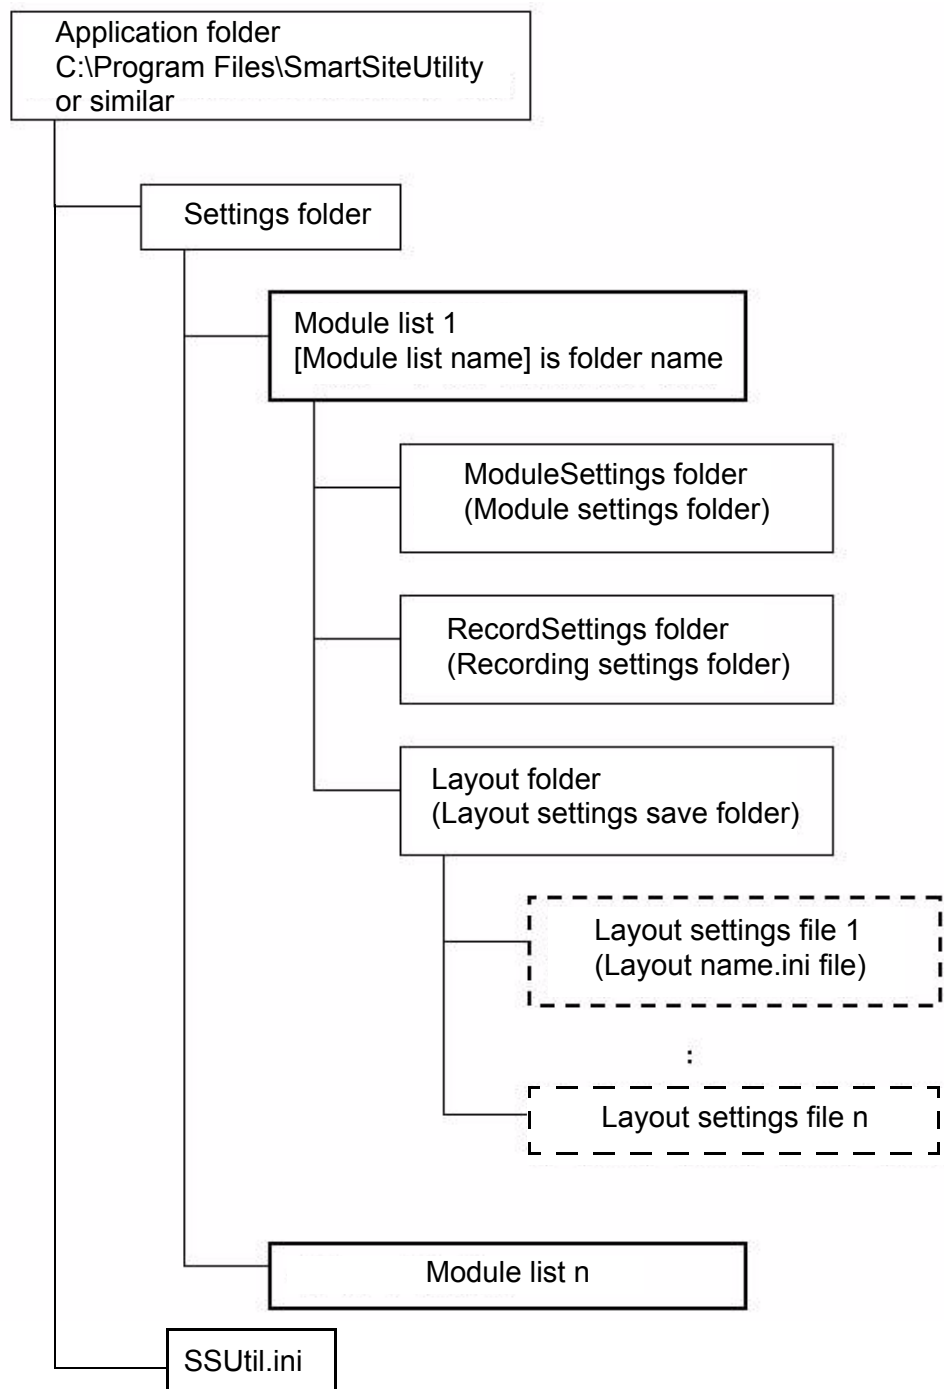 Application folder
C:\Program Files\SmartSiteUtility
or similar
Settings folder
Module list 1
[Module list name] is folder name
ModuleSettings folder
(Module settings folder)
RecordSettings folder
(Recording settings folder)
Layout folder
(Layout settings save folder)
Layout settings file 1
(Layout name.ini file)
:
Layout settings file n
Module list n
SSUtil.ini